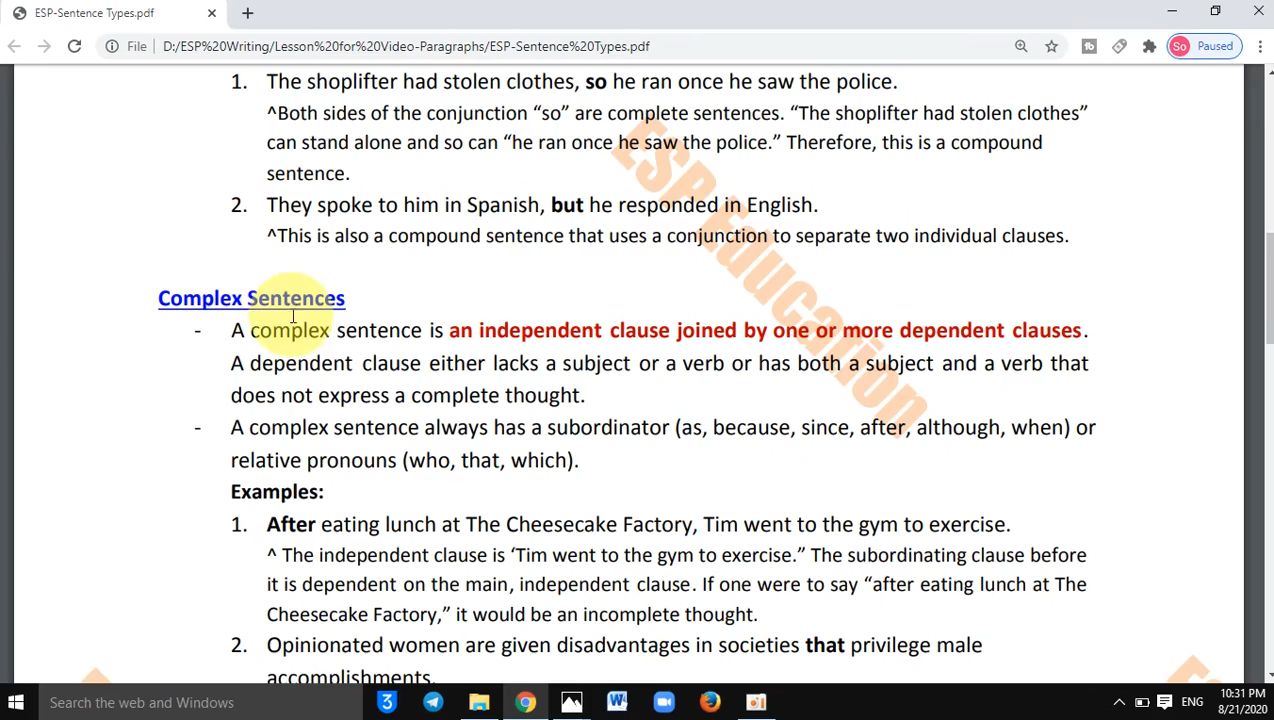 ESP-Sentence Types.pdf
File
D:/ESP%20Writing/Lesson%20for%20Video-Paragraphs/ESP-Sentence%20Types.pdf
So Paused
1. The shoplifter had stolen clothes, so he ran once he saw the police.
^Both sides of the conjunction “so” are complete sentences. “The shoplifter had stolen clothes”
can stand alone and so can “he ran once he saw the police.” Therefore, this is a compound
sentence.
2. They spoke to him in Spanish, but he responded in English.
^This is also a compound sentence that uses a conjunction to separate two individual clauses.
ESP Education
Complex Sentences
- A complex sentence is an independent clause joined by one or more dependent clauses.
A dependent clause either lacks a subject or a verb or has both a subject and a verb that
does not express a complete thought.
- A complex sentence always has a subordinator (as, because, since, after, although, when) or
relative pronouns (who, that, which).
Examples:
1. After eating lunch at The Cheesecake Factory, Tim went to the gym to exercise.
^ The independent clause is ‘Tim went to the gym to exercise.” The subordinating clause before
it is dependent on the main, independent clause. If one were to say “after eating lunch at The
Cheesecake Factory,” it would be an incomplete thought.
2. Opinionated women are given disadvantages in societies that privilege male
accomplishments.
Search the web and Windows
ENG
10:31 PM
8/21/2020